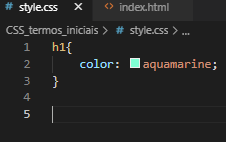 # style.css × <> index.html
CSS_termos_iniciais > # style.css > ...
1 h1{
2 color: aquamarine;
3 }
4
5